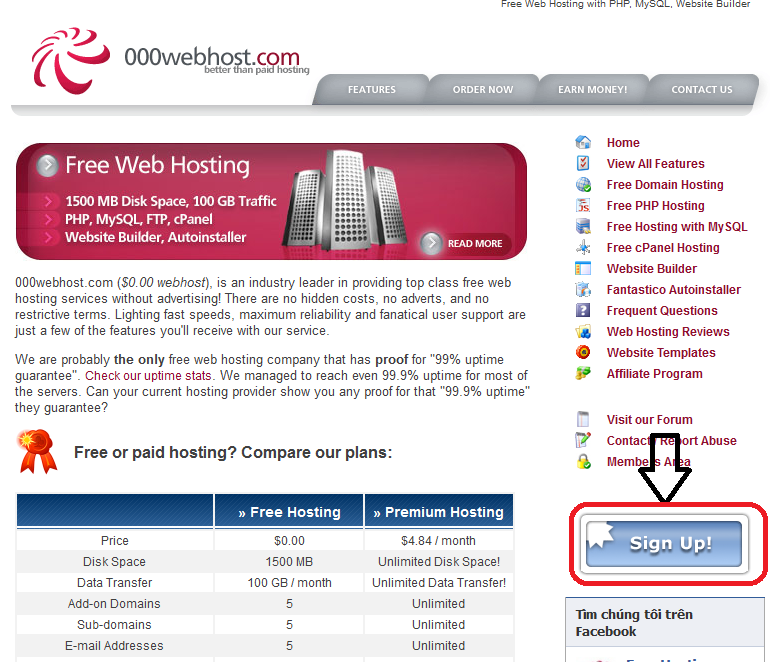 Free Web Hosting with PHP, MySQL, Website Builder
000webhost.com
better than paid hosting
FEATURES
ORDER NOW
EARN MONEY!
CONTACT US
Free Web Hosting
1500 MB Disk Space, 100 GB Traffic
PHP, MySQL, FTP, cPanel
Website Builder, Autoinstaller
READ MORE
000webhost.com ($0.00 webhost), is an industry leader in providing top class free web
hosting services without advertising! There are no hidden costs, no adverts, and no
restrictive terms. Lighting fast speeds, maximum reliability and fanatical user support are
just a few of the features you'll receive with our service.
We are probably the only free web hosting company that has proof for "99% uptime
guarantee". Check our uptime stats. We managed to reach even 99.9% uptime for most of
the servers. Can your current hosting provider show you any proof for that "99.9% uptime"
they guarantee?
Free or paid hosting? Compare our plans:
» Free Hosting » Premium Hosting
Price $0.00 $4.84 / month
Disk Space 1500 MB Unlimited Disk Space!
Data Transfer 100 GB / month Unlimited Data Transfer!
Add-on Domains 5 Unlimited
Sub-domains 5 Unlimited
E-mail Addresses 5 Unlimited
Home
View All Features
Free Domain Hosting
Free PHP Hosting
Free Hosting with MySQL
Free cPanel Hosting
Website Builder
Fantastico Autoinstaller
Frequent Questions
Web Hosting Reviews
Website Templates
Affiliate Program
Visit our Forum
Contact / Report Abuse
Members Area
Sign Up!
Tìm chúng tôi trên
Facebook